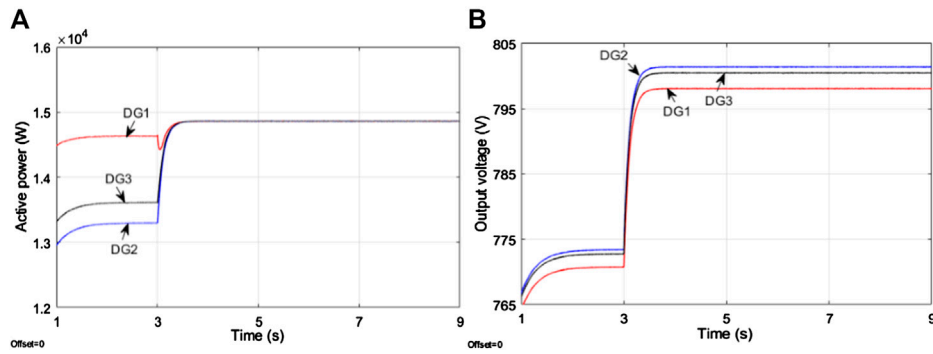 A
×10⁴
1.6
1.5
1.4
1.3
1.2
Active power (W)
DG1
DG3
DG2
1 3 5 7 9
Time (s)
Offset=0
B
805
795
785
775
765
Output voltage (V)
DG2
DG3
DG1
1 3 5 7 9
Time (s)
Offset=0